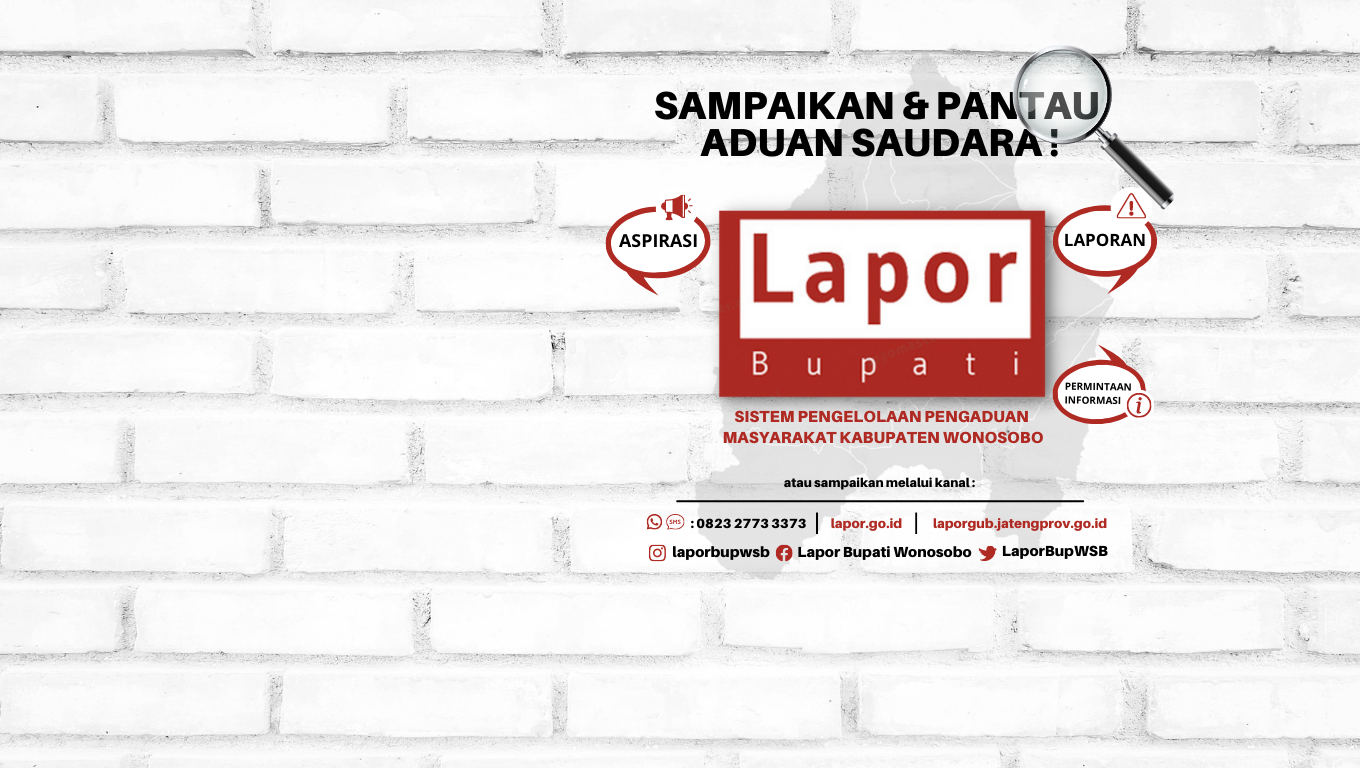 SAMPAIKAN & PANTAU
ADUAN SAUDARA !
ASPIRASI
LAPORAN
Lapor
Bupati
PERMINTAAN
INFORMASI
i
SISTEM PENGELOLAAN PENGADUAN
MASYARAKAT KABUPATEN WONOSOBO
atau sampaikan melalui kanal :
SMS : 0823 2773 3373 | lapor.go.id | laporgub.jatengprov.go.id
laporbupwsb Lapor Bupati Wonosobo LaporBupWSB